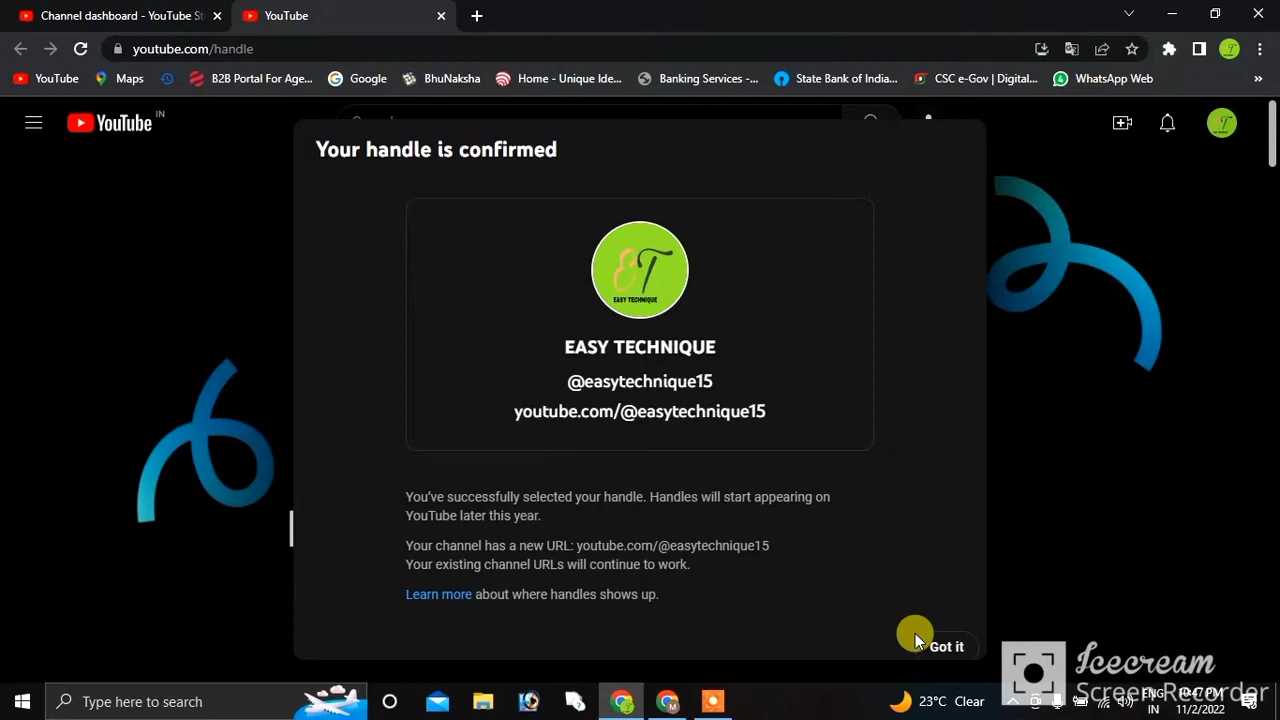 Channel dashboard - YouTube St
YouTube
youtube.com/handle
YouTube
Maps
B2B Portal For Age...
Google
BhuNaksha
Home - Unique Ide...
Banking Services -...
State Bank of India...
CSC e-Gov | Digital...
WhatsApp Web
YouTube IN
Your handle is confirmed
ET
EASY TECHNIQUE
EASY TECHNIQUE
@easytechnique15
youtube.com/@easytechnique15
You've successfully selected your handle. Handles will start appearing on
YouTube later this year.
Your channel has a new URL: youtube.com/@easytechnique15
Your existing channel URLs will continue to work.
Learn more about where handles shows up.
Got it
Icecream
Screen Recorder
Type here to search
23°C Clear
ENG
IN
10:47 PM
11/2/2022